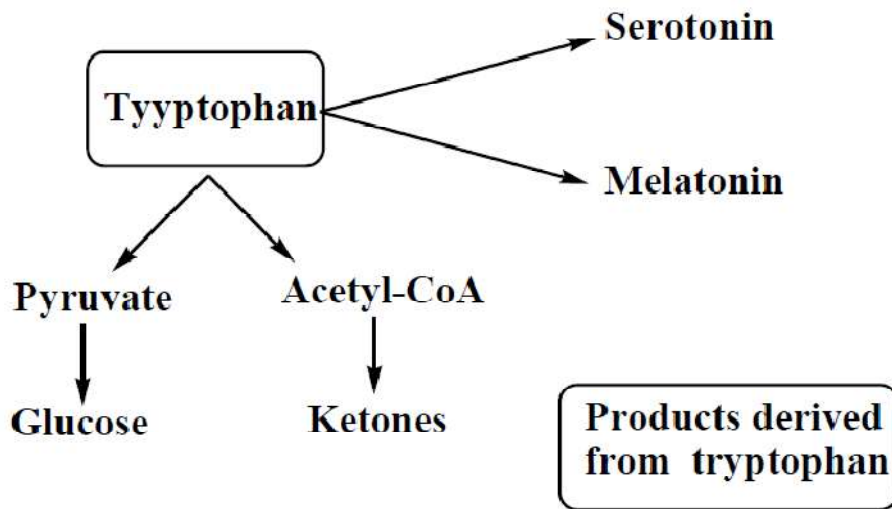 Serotonin
Tyyptophan
Melatonin
Pyruvate
Acetyl-CoA
Glucose
Ketones
Products derived
from tryptophan